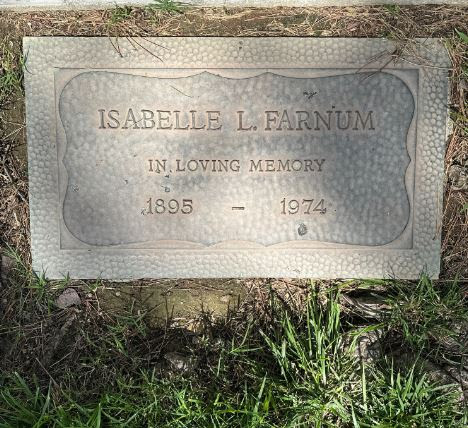 ISABELLE L. FARNUM
IN LOVING MEMORY
1895 – 1974